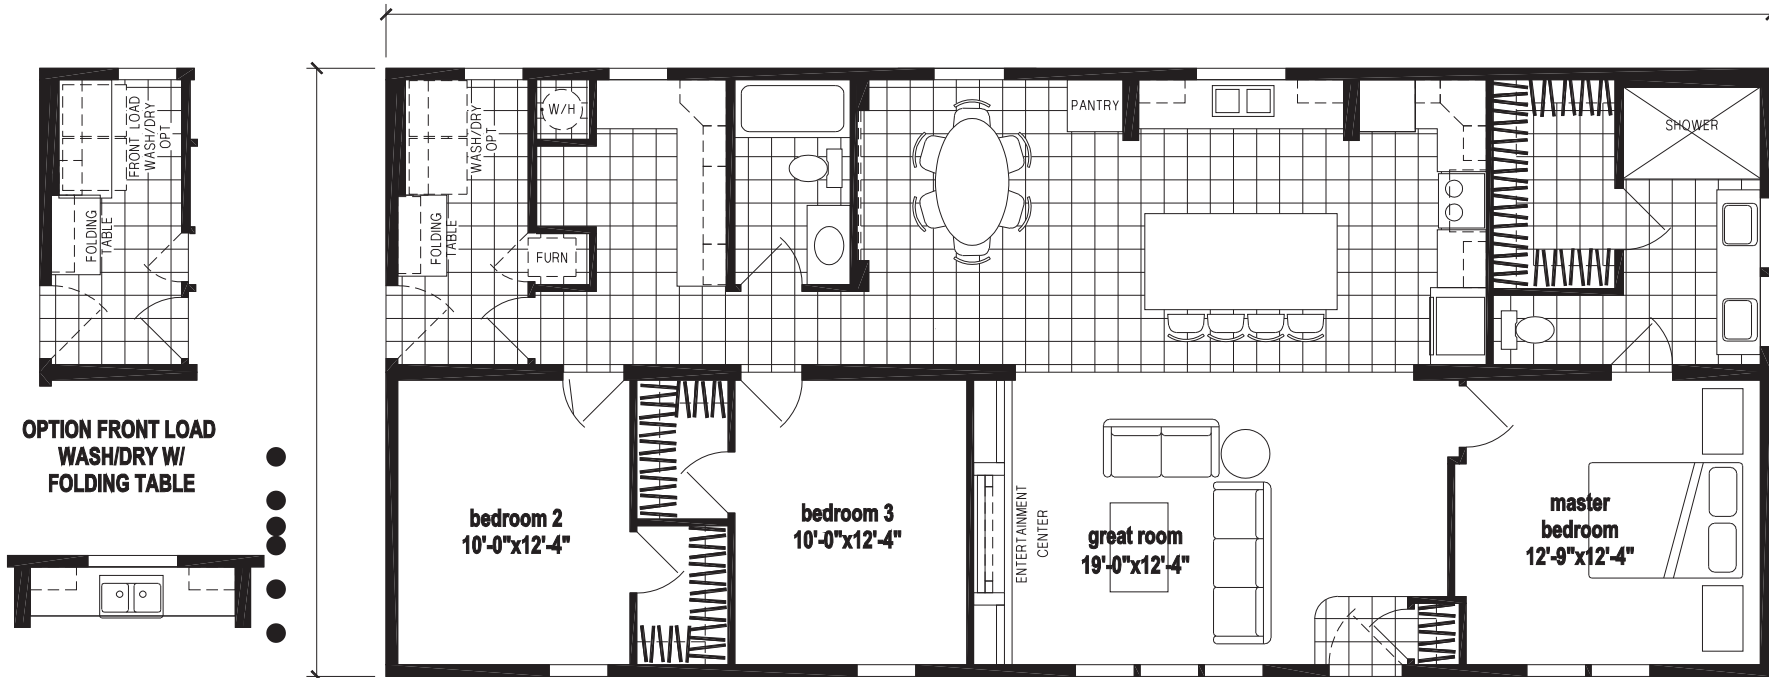 FRONT LOAD
WASH/DRY
OPT
FOLDING
TABLE
OPTION FRONT LOAD
WASH/DRY W/
FOLDING TABLE
WASH/DRY
OPT
FOLDING
TABLE
W/H
FURN
PANTRY
SHOWER
bedroom 2
10'-0"x12'-4"
bedroom 3
10'-0"x12'-4"
ENTERTAINMENT
CENTER
great room
19'-0"x12'-4"
master
bedroom
12'-9"x12'-4"